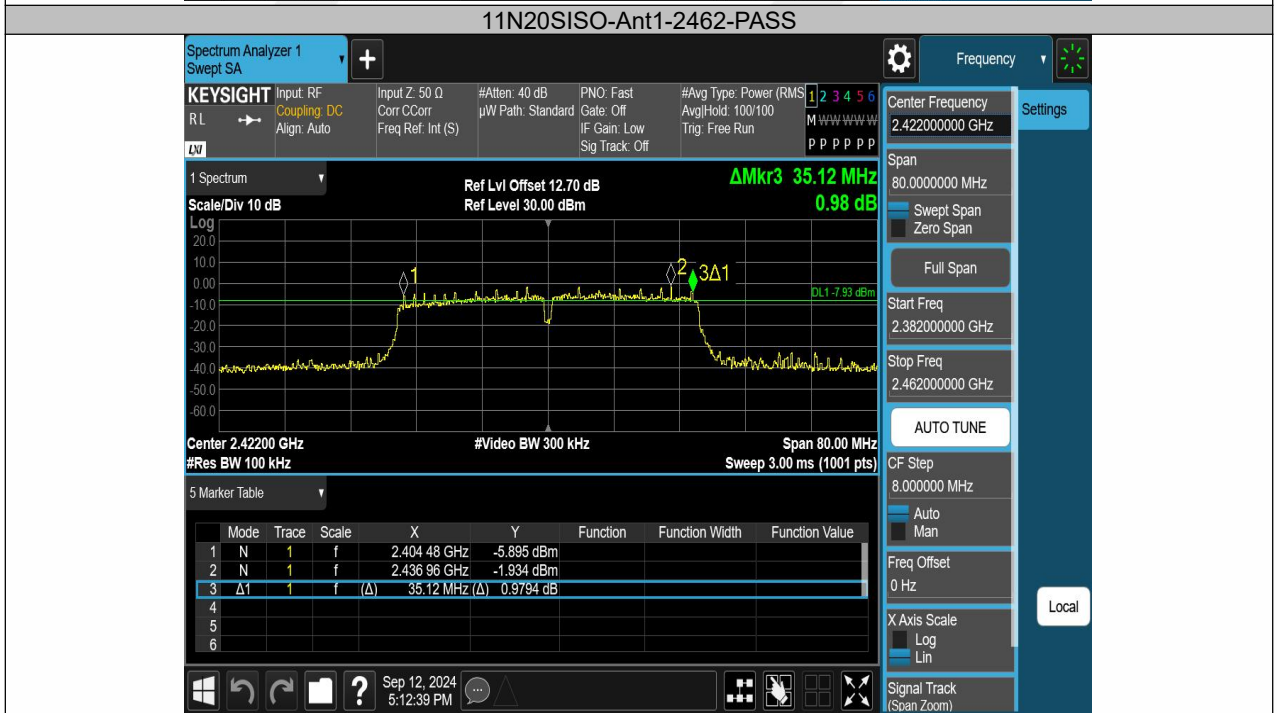 11N20SISO-Ant1-2462-PASS
Spectrum Analyzer 1
Swept SA
+
Frequency
KEYSIGHT
RL
LXI
Input: RF
Coupling: DC
Align: Auto
Input Z: 50 Ω
Corr CCorr
Freq Ref: Int (S)
#Atten: 40 dB
µW Path: Standard
PNO: Fast
Gate: Off
IF Gain: Low
Sig Track: Off
#Avg Type: Power (RMS
Avg|Hold: 100/100
Trig: Free Run
1 2 3 4 5 6
M W W W W W
P P P P P P
Center Frequency
2.422000000 GHz
Settings
Span
80.0000000 MHz
Swept Span
Zero Span
Full Span
Start Freq
2.382000000 GHz
Stop Freq
2.462000000 GHz
AUTO TUNE
CF Step
8.000000 MHz
Auto
Man
Freq Offset
0 Hz
X Axis Scale
Log
Lin
Signal Track
(Span Zoom)
Local
1 Spectrum
Scale/Div 10 dB
Ref Lvl Offset 12.70 dB
Ref Level 30.00 dBm
ΔMkr3 35.12 MHz
0.98 dB
Log
20.0
10.0
0.00
-10.0
-20.0
-30.0
-40.0
-50.0
-60.0
1
2
3Δ1
DL1 -7.93 dBm
Center 2.42200 GHz
#Video BW 300 kHz
Span 80.00 MHz
#Res BW 100 kHz
Sweep 3.00 ms (1001 pts)
5 Marker Table
Mode Trace Scale X Y Function Function Width Function Value
1 N 1 f 2.404 48 GHz -5.895 dBm
2 N 1 f 2.436 96 GHz -1.934 dBm
3 Δ1 1 f (Δ) 35.12 MHz (Δ) 0.9794 dB
4
5
6
?
Sep 12, 2024
5:12:39 PM